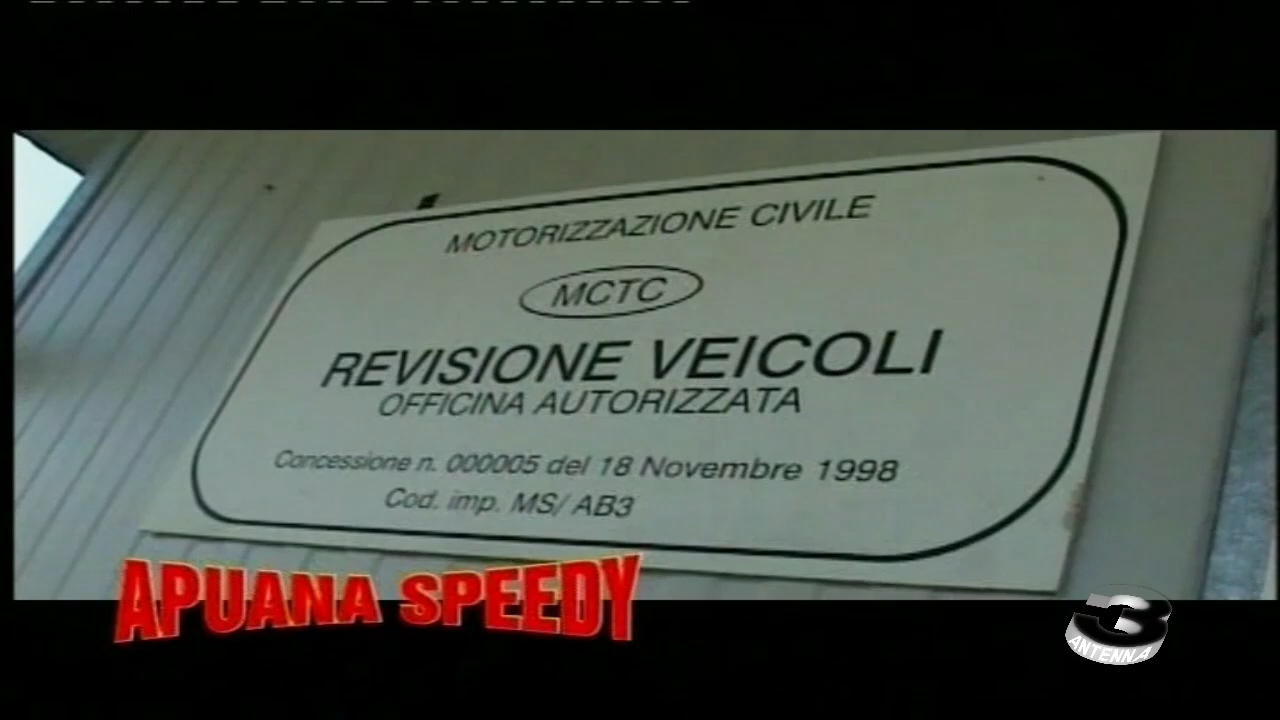 MOTORIZZAZIONE CIVILE
MCTC
REVISIONE VEICOLI
OFFICINA AUTORIZZATA
Concessione n. 000005 del 18 Novembre 1998
Cod. imp. MS/ AB3
APUANA SPEEDY
3
ANTENNA